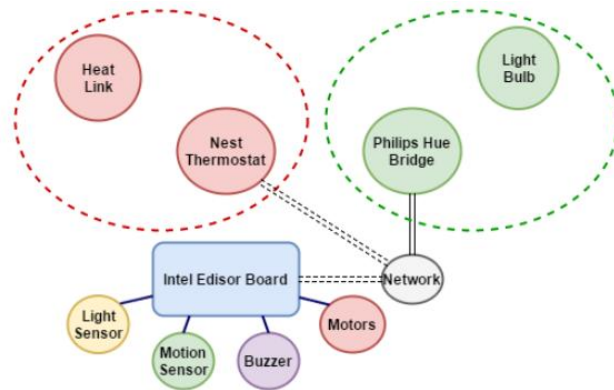 Heat
Link
Light
Bulb
Nest
Thermostat
Philips Hue
Bridge
Intel Edisor Board
Network
Light
Sensor
Motion
Sensor
Buzzer
Motors